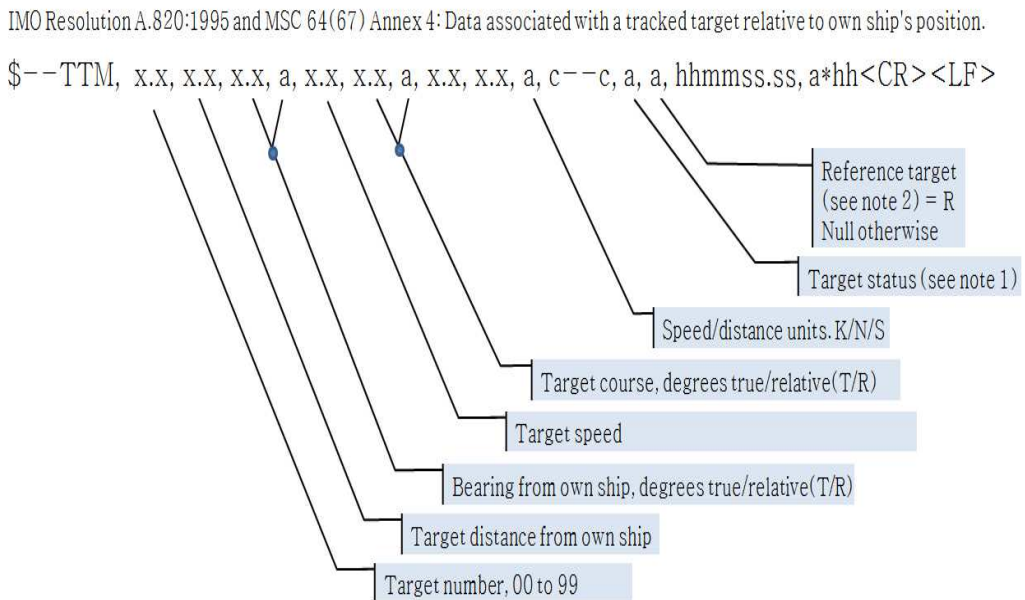 IMO Resolution A.820:1995 and MSC 64(67) Annex 4: Data associated with a tracked target relative to own ship's position.
$--TTM, x.x, x.x, x.x, a, x.x, x.x, a, x.x, x.x, a, c--c, a, a, hhmmss.ss, a*hh<CR><LF>
Reference target
(see note 2) = R
Null otherwise
Target status (see note 1)
Speed/distance units. K/N/S
Target course, degrees true/relative(T/R)
Target speed
Bearing from own ship, degrees true/relative(T/R)
Target distance from own ship
Target number, 00 to 99